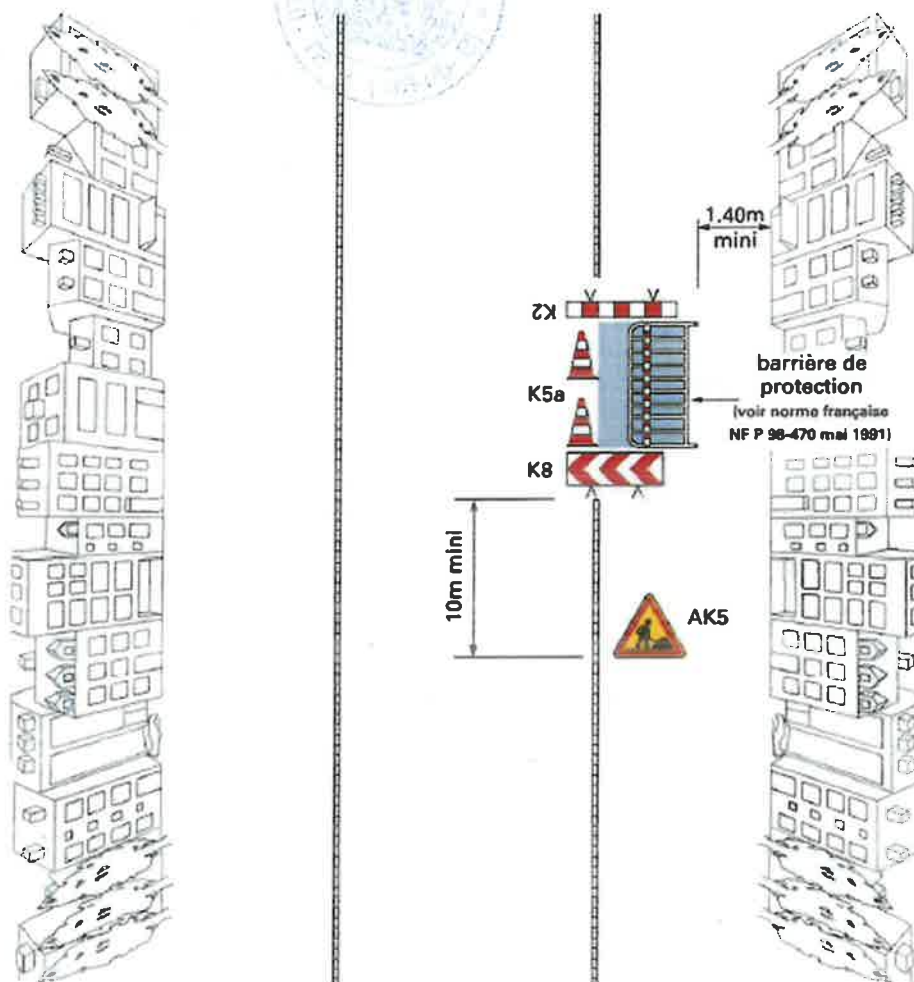 1.40m
mini
K2
K5a
barrière de
protection
(voir norme française
NF P 98-470 mai 1991)
K8
10m mini
AK5